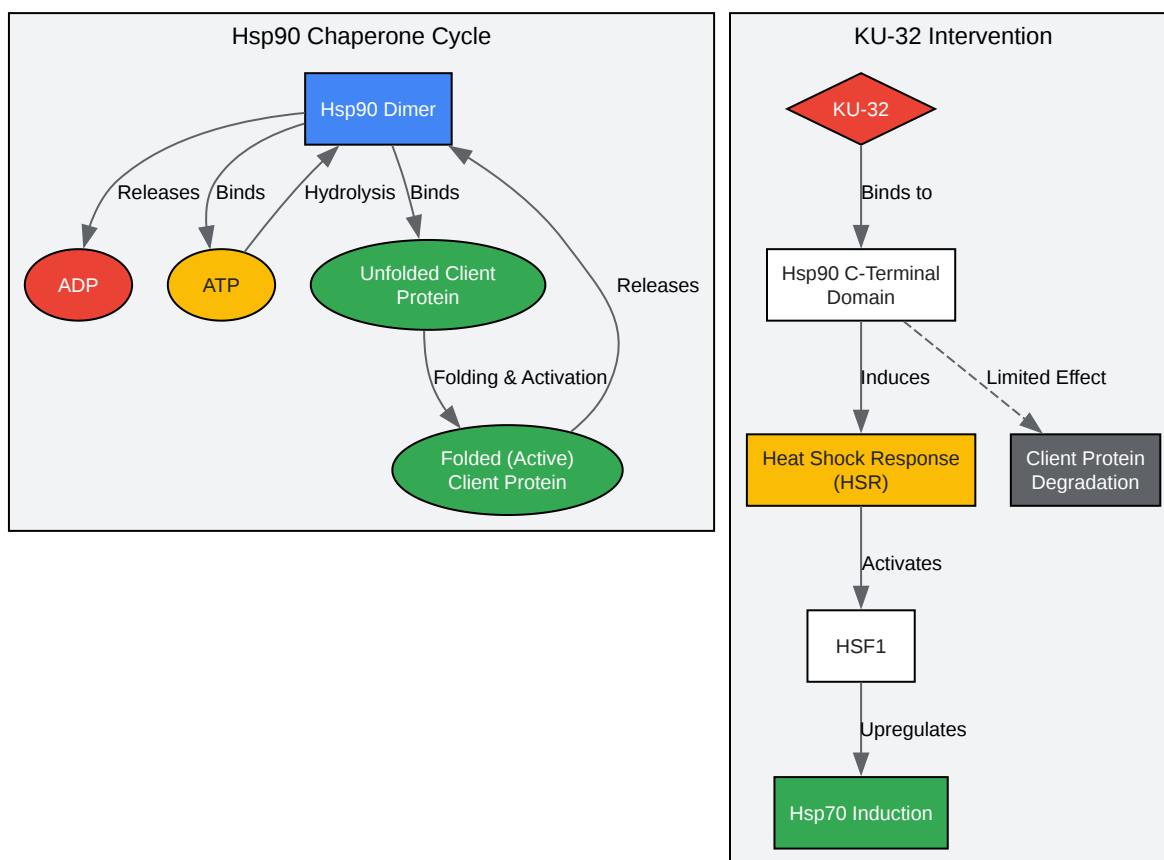 Hsp90 Chaperone Cycle
Hsp90 Dimer
Releases
Binds
Hydrolysis
Binds
ADP
ATP
Unfolded Client
Protein
Releases
Folding & Activation
Folded (Active)
Client Protein
KU-32 Intervention
KU-32
Binds to
Hsp90 C-Terminal
Domain
Induces
Limited Effect
Heat Shock Response
(HSR)
Client Protein
Degradation
Activates
HSF1
Upregulates
Hsp70 Induction